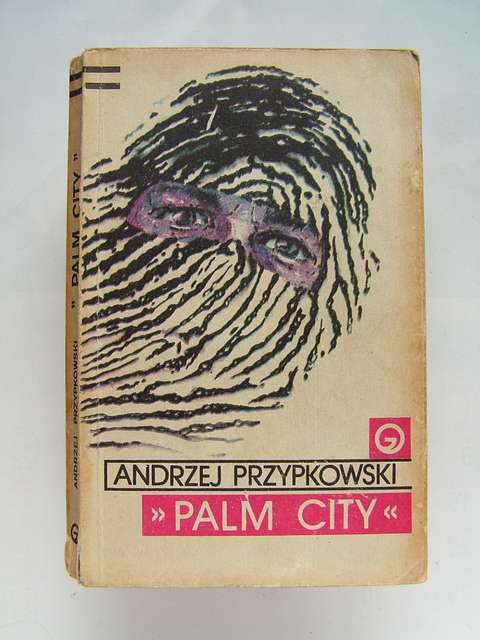 ANDRZEJ PRZYPKOWSKI
» PALM CITY «
ANDRZEJ PRZYPKOWSKI » PALM CITY »